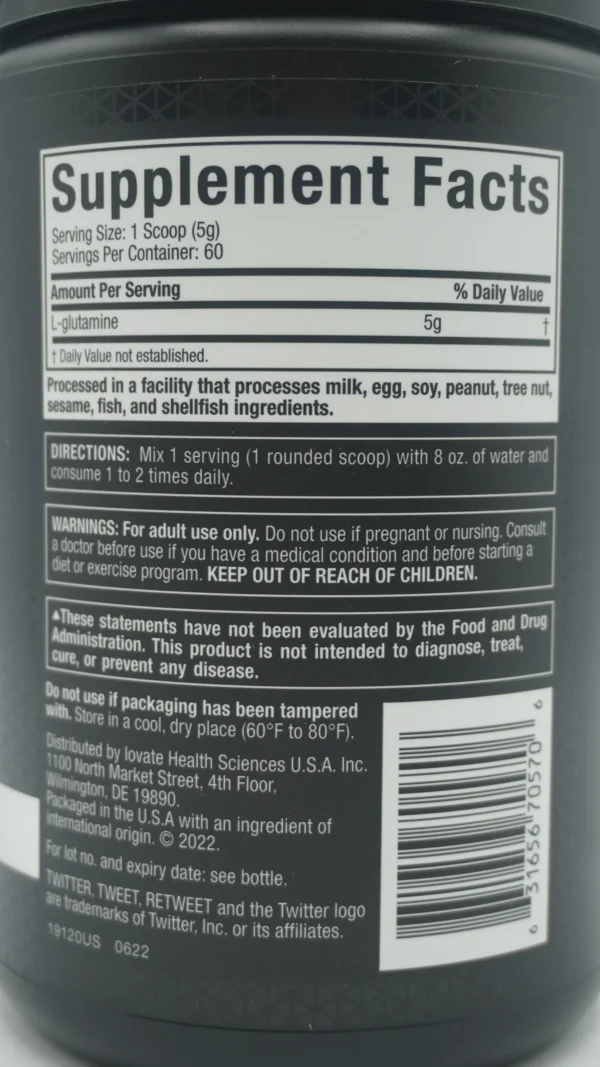 Supplement Facts
Serving Size: 1 Scoop (5g)
Servings Per Container: 60
Amount Per Serving % Daily Value
L-glutamine 5g †
† Daily Value not established.
Processed in a facility that processes milk, egg, soy, peanut, tree nut,
sesame, fish, and shellfish ingredients.
DIRECTIONS: Mix 1 serving (1 rounded scoop) with 8 oz. of water and
consume 1 to 2 times daily.
WARNINGS: For adult use only. Do not use if pregnant or nursing. Consult
a doctor before use if you have a medical condition and before starting a
diet or exercise program. KEEP OUT OF REACH OF CHILDREN.
▲These statements have not been evaluated by the Food and Drug
Administration. This product is not intended to diagnose, treat,
cure, or prevent any disease.
Do not use if packaging has been tampered
with. Store in a cool, dry place (60°F to 80°F).
Distributed by Iovate Health Sciences U.S.A. Inc.
1100 North Market Street, 4th Floor,
Wilmington, DE 19890.
Packaged in the U.S.A with an ingredient of
international origin. © 2022.
For lot no. and expiry date: see bottle.
TWITTER, TWEET, RETWEET and the Twitter logo
are trademarks of Twitter, Inc. or its affiliates.
19120US 0622
6 31656 70570 6